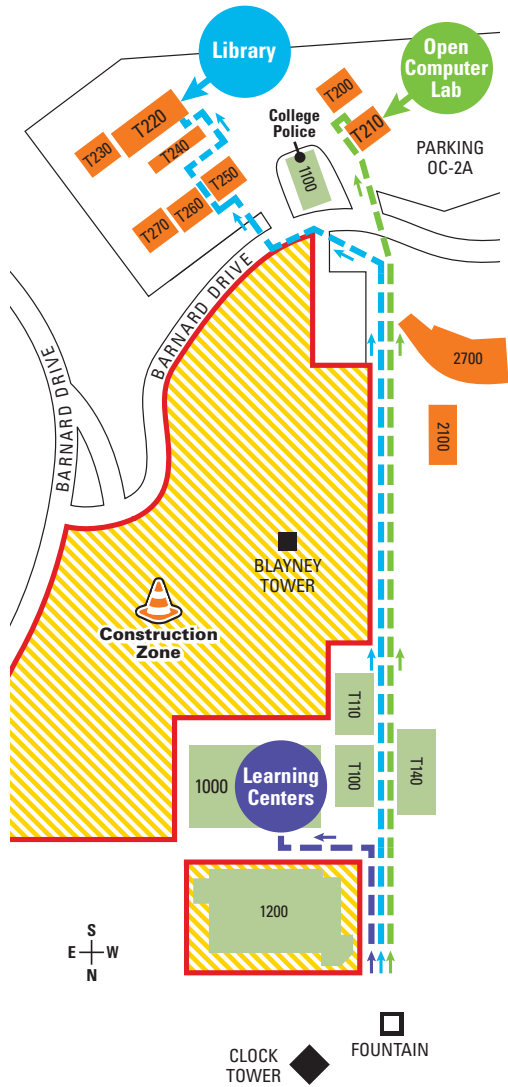 Library
Open
Computer
Lab
T200
T220
T210
College
Police
T230
T240
PARKING
OC-2A
1100
T250
T260
T270
BARNARD DRIVE
BARNARD DRIVE
2700
2100
BLAYNEY
TOWER
Construction
Zone
T110
1000
Learning
Centers
T100
T140
1200
S
E
W
N
FOUNTAIN
CLOCK
TOWER